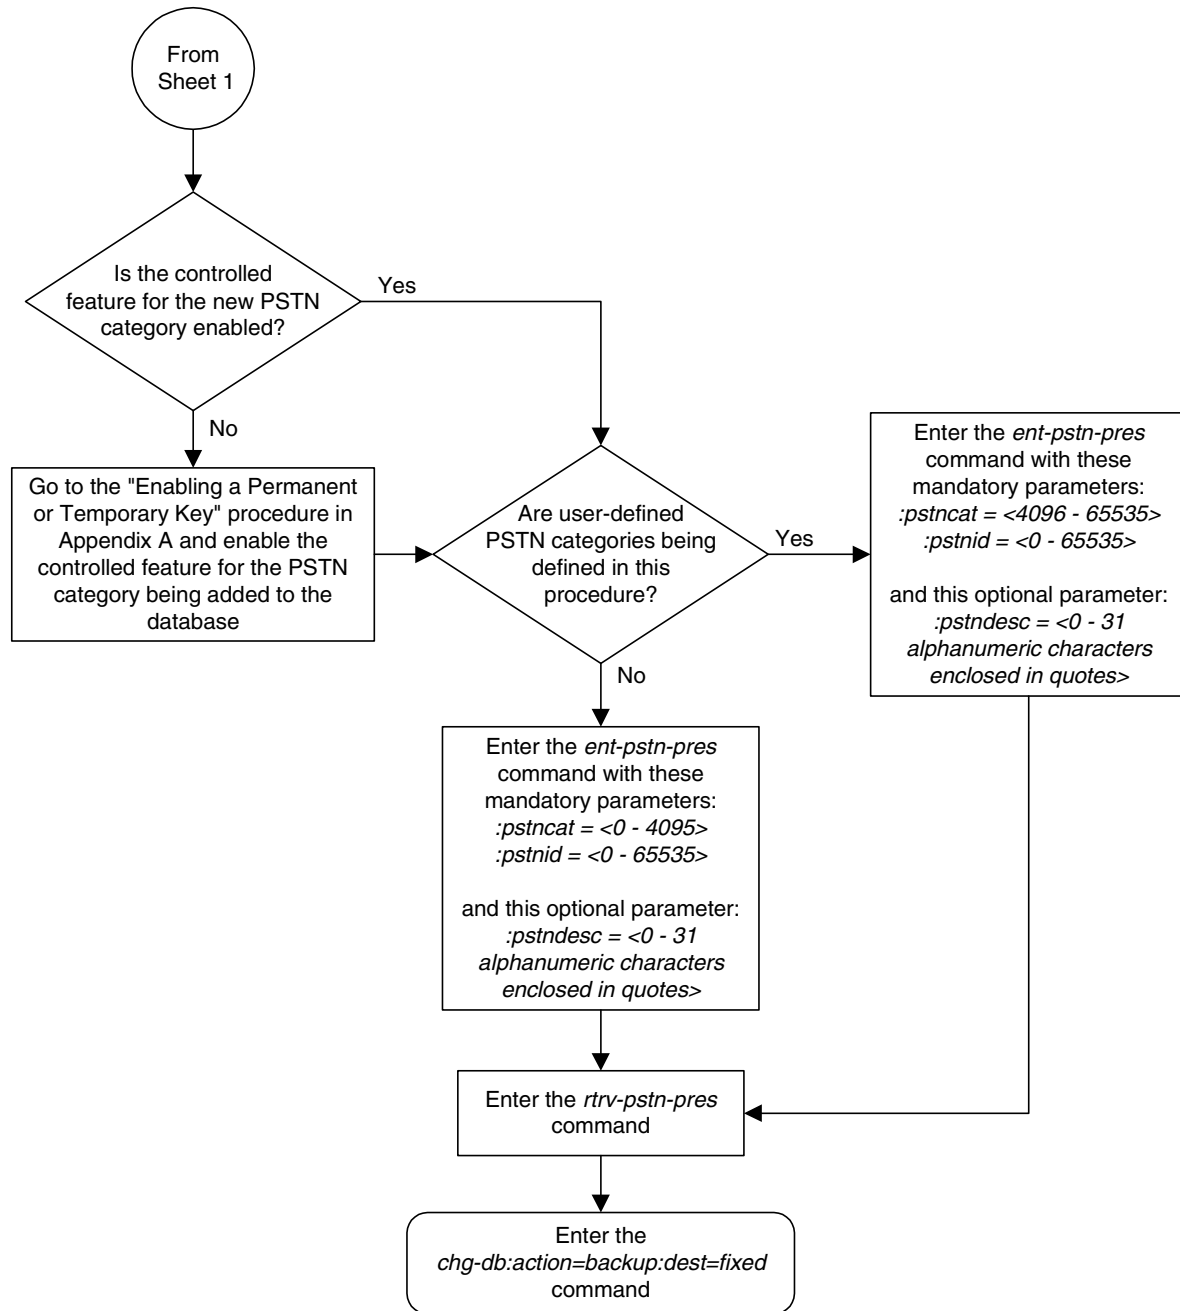 From
Sheet 1
Is the controlled
feature for the new PSTN
category enabled?
Yes
No
Go to the "Enabling a Permanent
or Temporary Key" procedure in
Appendix A and enable the
controlled feature for the PSTN
category being added to the
database
Are user-defined
PSTN categories being
defined in this
procedure?
Yes
No
Enter the ent-pstn-pres
command with these
mandatory parameters:
:pstncat = <4096 - 65535>
:pstnid = <0 - 65535>
and this optional parameter:
:pstndesc = <0 - 31
alphanumeric characters
enclosed in quotes>
Enter the ent-pstn-pres
command with these
mandatory parameters:
:pstncat = <0 - 4095>
:pstnid = <0 - 65535>
and this optional parameter:
:pstndesc = <0 - 31
alphanumeric characters
enclosed in quotes>
Enter the rtrv-pstn-pres
command
Enter the
chg-db:action=backup:dest=fixed
command